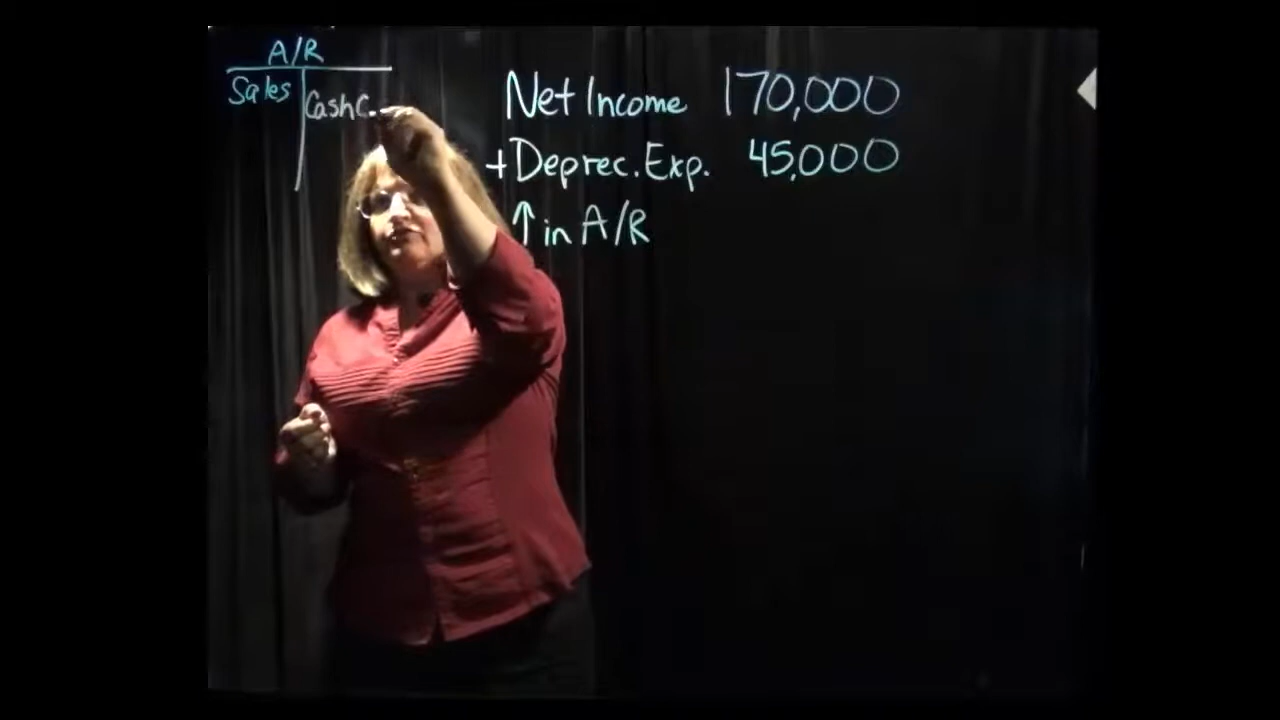 A/R
Sales
Cash C.
Net Income 170,000
+Deprec. Exp. 45,000
↑ in A/R